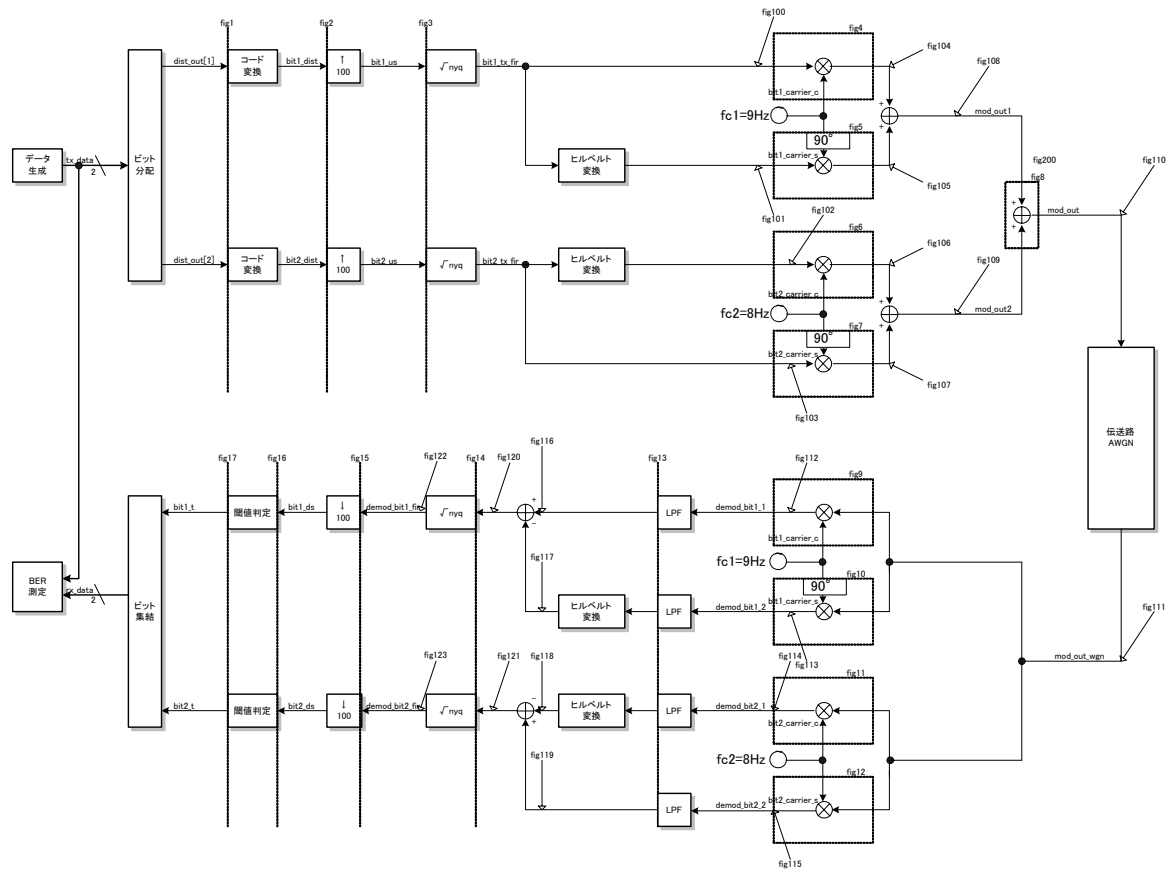 fig1
fig2
fig3
fig100
fig4
fig104
fig108
dist_out[1]
コード
変換
bit1_dist
↑
100
bit1_us
√nyq
bit1_tx_fir
bit1_carrier_c
fc1=9Hz
mod_out1
fig5
90°
データ
生成
tx_data
2
ビット
分配
ヒルベルト
変換
bit1_carrier_s
fig101
fig105
fig200
fig8
fig110
mod_out
fig102
fig6
fig106
fig109
dist_out[2]
コード
変換
bit2_dist
↑
100
bit2_us
√nyq
bit2_tx_fir
ヒルベルト
変換
bit2_carrier_c
fc2=8Hz
mod_out2
fig7
90°
bit2_carrier_s
fig103
fig107
伝送路
AWGN
fig17
fig16
fig15
fig122
fig14
fig120
fig116
fig13
fig112
fig9
bit1_t
閾値判定
bit1_ds
↓
100
demod_bit1_fir
√nyq
+
−
LPF
demod_bit1_1
bit1_carrier_c
fc1=9Hz
fig117
fig10
90°
BER
測定
rx_data
2
ビット
集結
ヒルベルト
変換
LPF
demod_bit1_2
bit1_carrier_s
fig111
mod_out_wgn
fig123
fig121
fig118
fig114
fig113
fig11
bit2_t
閾値判定
bit2_ds
↓
100
demod_bit2_fir
√nyq
−
+
ヒルベルト
変換
LPF
demod_bit2_1
bit2_carrier_c
fc2=8Hz
fig119
fig12
LPF
demod_bit2_2
bit2_carrier_s
fig115